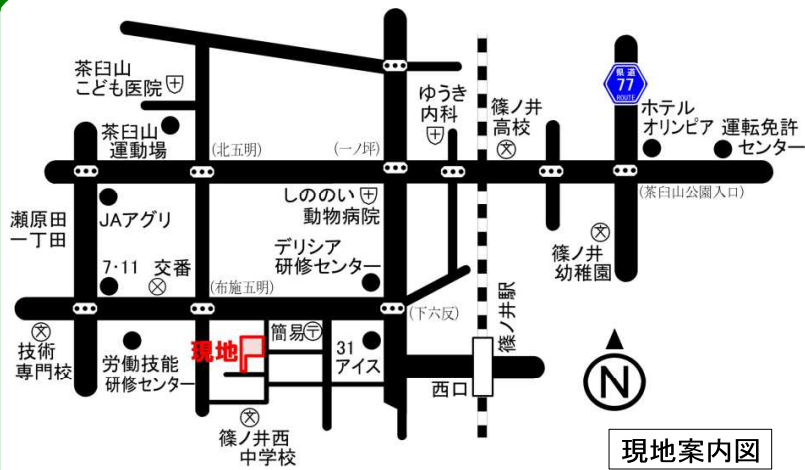 茶臼山
こども医院
茶臼山
運動場
(北五明)
(一ノ坪)
ゆうき
内科
篠ノ井
高校
文
県道
77
ROUTE
ホテル
オリンピア
運転免許
センター
(茶臼山公園入口)
瀬原田
一丁田
JAアグリ
しののい
動物病院
デリシア
研修センター
文
篠ノ井
幼稚園
7・11
交番
(布施五明)
(下六反)
篠ノ井駅
文
技術
専門校
労働技能
研修センター
現地
簡易〒
31
アイス
西口
文
篠ノ井西
中学校
N
現地案内図